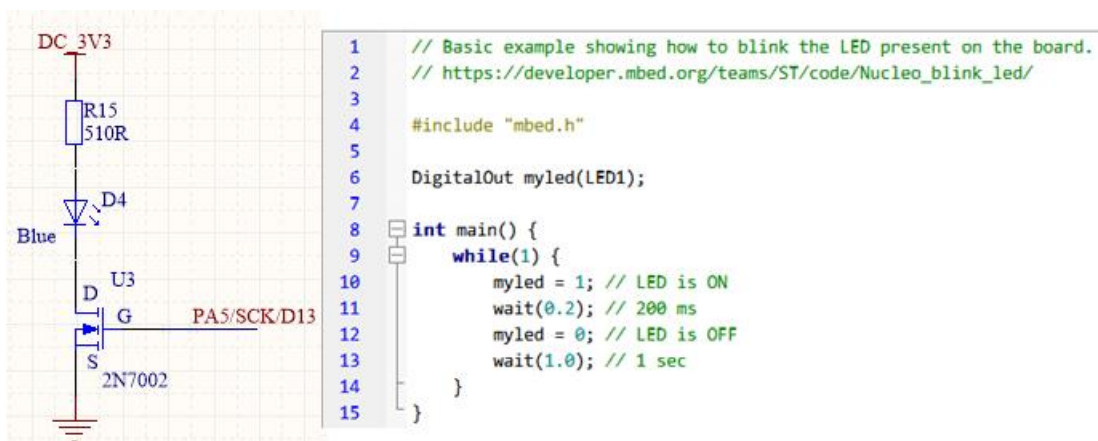 DC_3V3
R15
510R
D4
Blue
D
U3
G
PA5/SCK/D13
S
2N7002
1 // Basic example showing how to blink the LED present on the board.
2 // https://developer.mbed.org/teams/ST/code/Nucleo_blink_led/
3
4 #include "mbed.h"
5
6 DigitalOut myled(LED1);
7
8 int main() {
9 while(1) {
10 myled = 1; // LED is ON
11 wait(0.2); // 200 ms
12 myled = 0; // LED is OFF
13 wait(1.0); // 1 sec
14 }
15 }